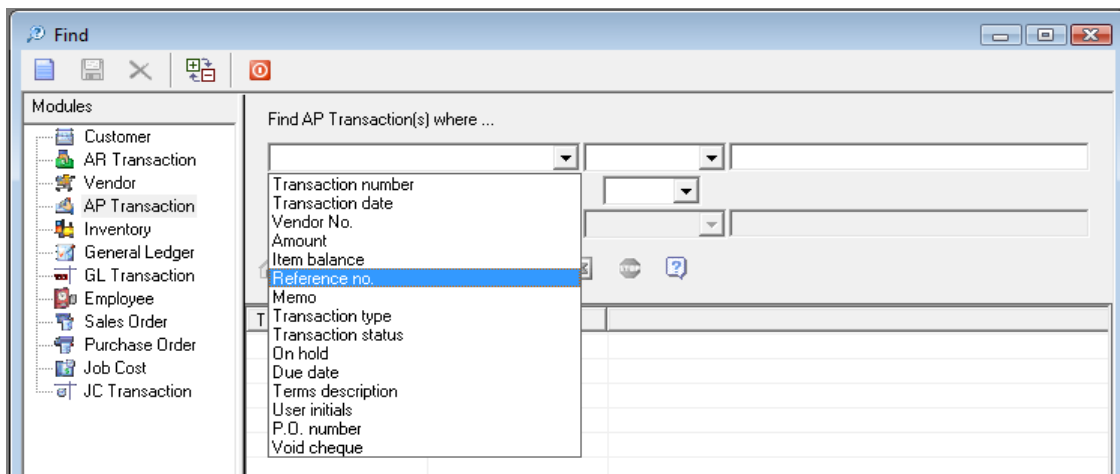 Find
Modules
Customer
AR Transaction
Vendor
AP Transaction
Inventory
General Ledger
GL Transaction
Employee
Sales Order
Purchase Order
Job Cost
JC Transaction
Find AP Transaction(s) where ...
Transaction number
Transaction date
Vendor No.
Amount
Item balance
Reference no.
Memo
Transaction type
Transaction status
On hold
Due date
Terms description
User initials
P.O. number
Void cheque
T
STOP